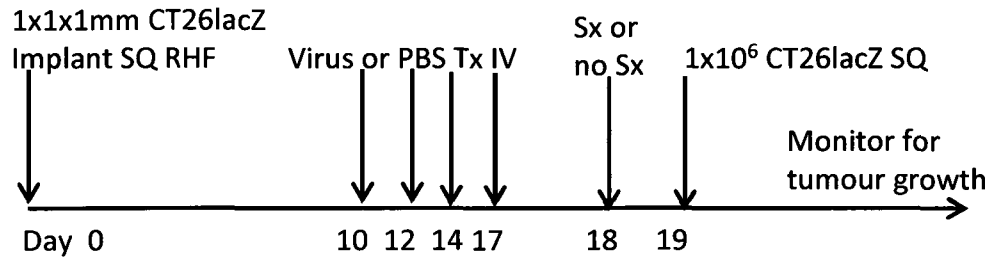 1x1x1mm CT26lacZ
Implant SQ RHF
Virus or PBS Tx IV
Sx or
no Sx
1x10⁶ CT26lacZ SQ
Monitor for
tumour growth
Day 0 10 12 14 17 18 19